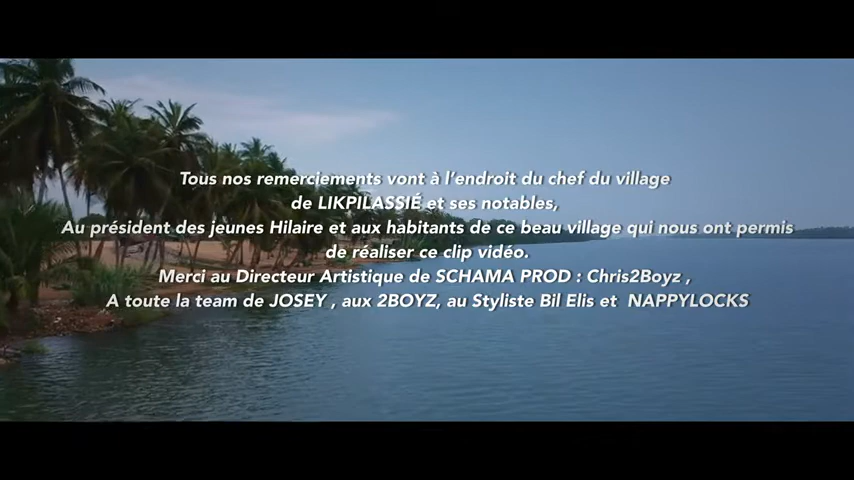 Tous nos remerciements vont à l'endroit du chef du village
de LIKPILASSIÉ et ses notables,
Au président des jeunes Hilaire et aux habitants de ce beau village qui nous ont permis
de réaliser ce clip vidéo.
Merci au Directeur Artistique de SCHAMA PROD : Chris2Boyz ,
A toute la team de JOSEY , aux 2BOYZ, au Styliste Bil Elis et NAPPYLOCKS